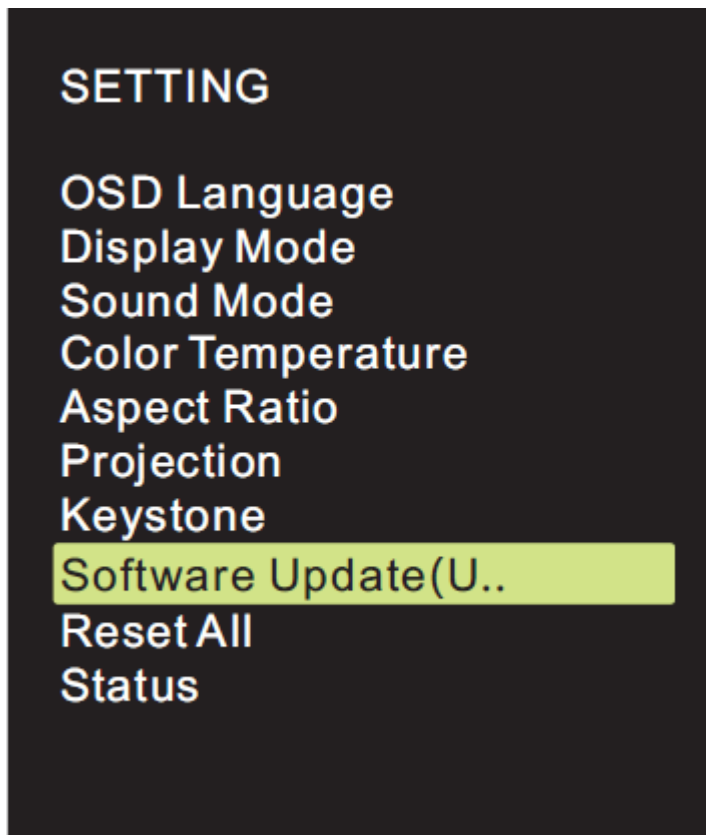 SETTING
OSD Language
Display Mode
Sound Mode
Color Temperature
Aspect Ratio
Projection
Keystone
Software Update(U..
Reset All
Status